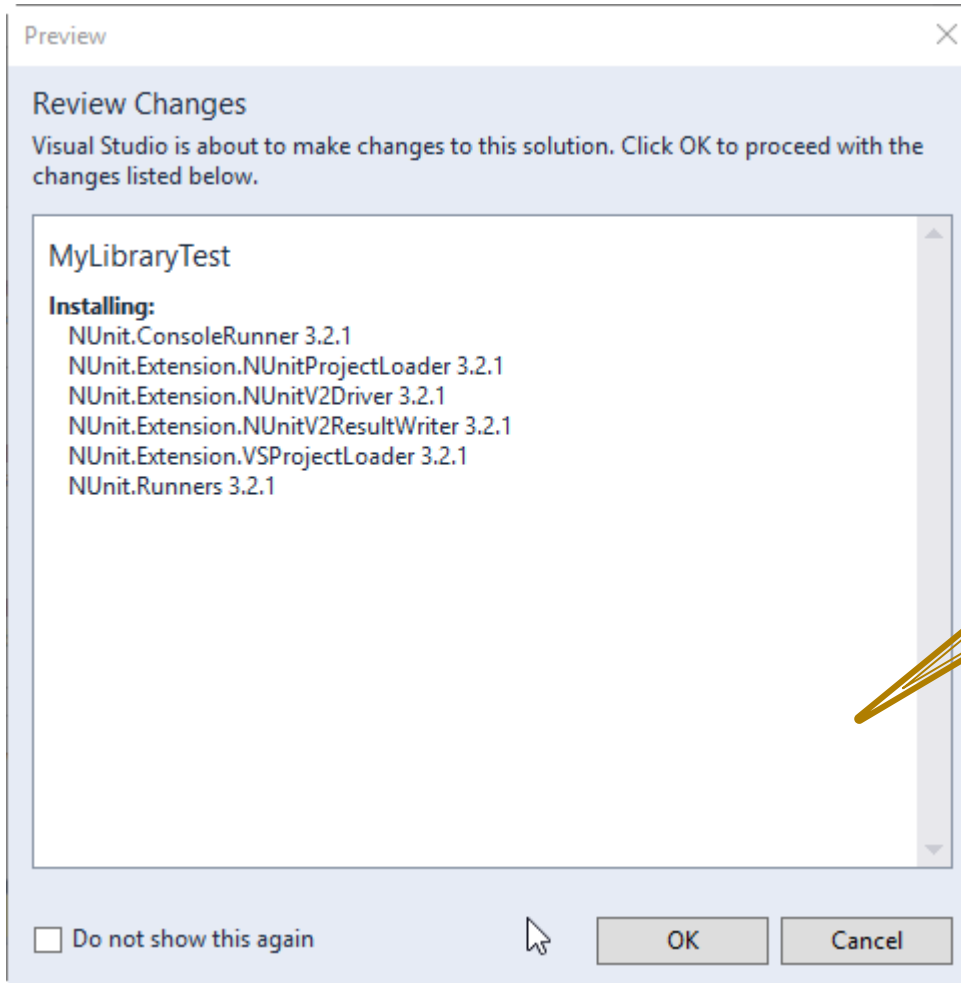 Preview
Review Changes
Visual Studio is about to make changes to this solution. Click OK to proceed with the
changes listed below.
MyLibraryTest
Installing:
NUnit.ConsoleRunner 3.2.1
NUnit.Extension.NUnitProjectLoader 3.2.1
NUnit.Extension.NUnitV2Driver 3.2.1
NUnit.Extension.NUnitV2ResultWriter 3.2.1
NUnit.Extension.VSProjectLoader 3.2.1
NUnit.Runners 3.2.1
Do not show this again
OK
Cancel